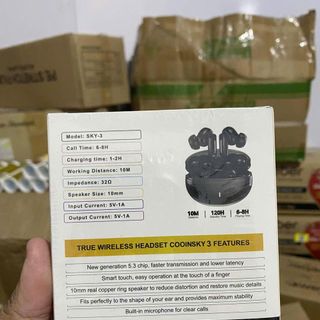 Model: SKY-3
Call Time: 6-8H
Charging time: 1-2H
Working Distance: 10M
Impedance: 32Ω
Speaker Size: 10mm
Input Current: 5V-1A
Output Current: 5V-1A
10M 120H 6-8H
TRUE WIRELESS HEADSET COOINSKY 3 FEATURES
New generation 5.3 chip, faster transmission and lower latency
Smart touch, easy operation at the touch of a finger
10mm real copper ring speaker to reduce distortion and restore music details
Fits perfectly to the shape of your ear and provides maximum stability
Built-in microphone for clear calls